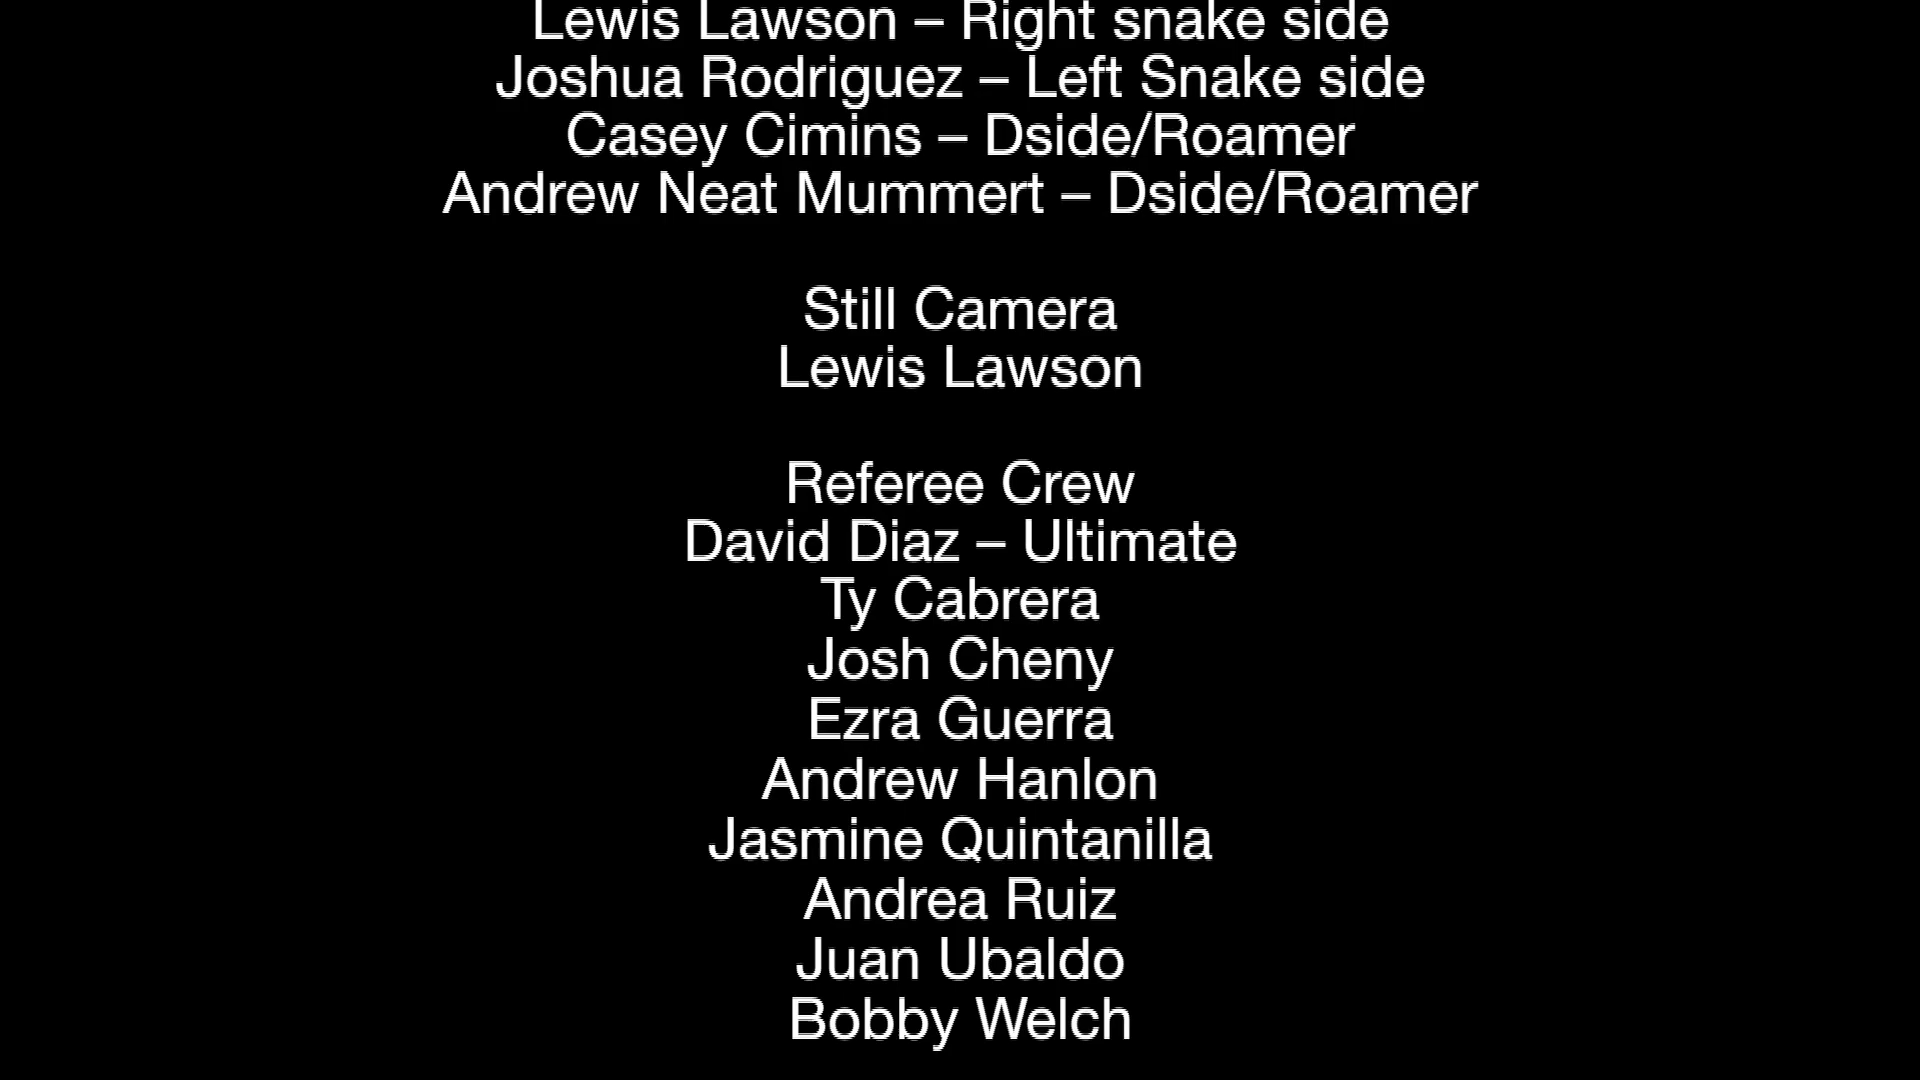 Lewis Lawson – Right snake side
Joshua Rodriguez – Left Snake side
Casey Cimins – Dside/Roamer
Andrew Neat Mummert – Dside/Roamer
Still Camera
Lewis Lawson
Referee Crew
David Diaz – Ultimate
Ty Cabrera
Josh Cheny
Ezra Guerra
Andrew Hanlon
Jasmine Quintanilla
Andrea Ruiz
Juan Ubaldo
Bobby Welch